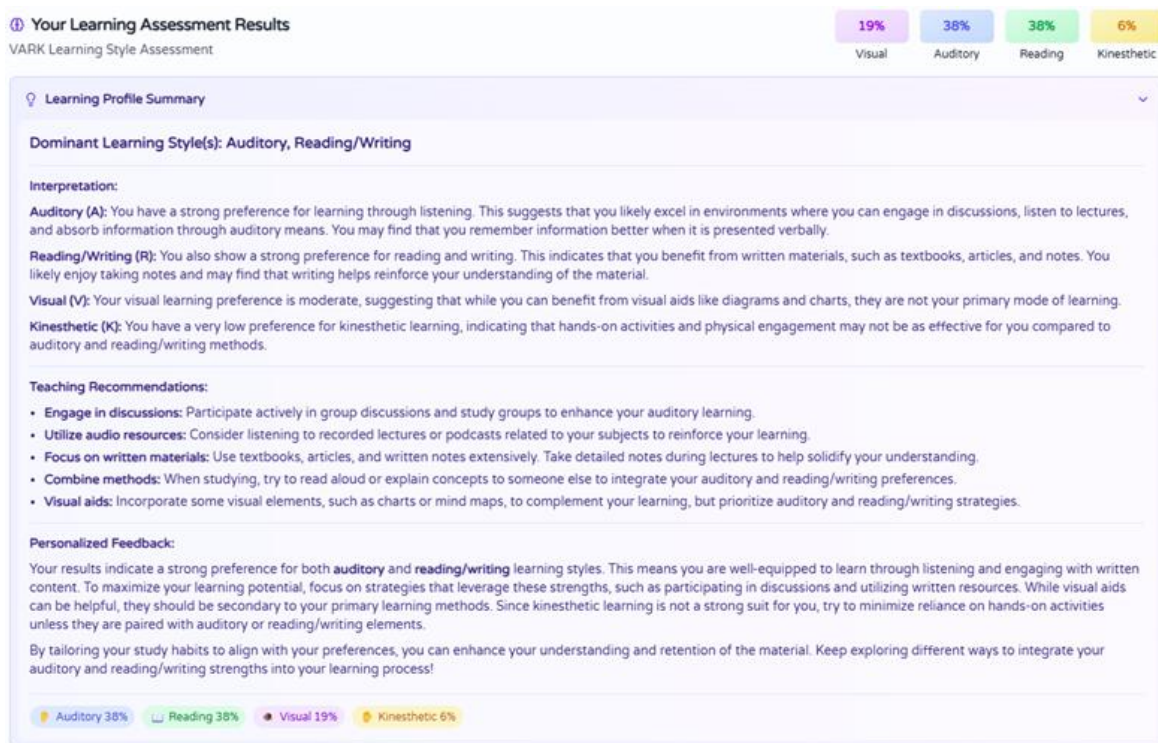 Your Learning Assessment Results
VARK Learning Style Assessment
19%
Visual
38%
Auditory
38%
Reading
6%
Kinesthetic
Learning Profile Summary
Dominant Learning Style(s): Auditory, Reading/Writing
Interpretation:
Auditory (A): You have a strong preference for learning through listening. This suggests that you likely excel in environments where you can engage in discussions, listen to lectures,
and absorb information through auditory means. You may find that you remember information better when it is presented verbally.
Reading/Writing (R): You also show a strong preference for reading and writing. This indicates that you benefit from written materials, such as textbooks, articles, and notes. You
likely enjoy taking notes and may find that writing helps reinforce your understanding of the material.
Visual (V): Your visual learning preference is moderate, suggesting that while you can benefit from visual aids like diagrams and charts, they are not your primary mode of learning.
Kinesthetic (K): You have a very low preference for kinesthetic learning, indicating that hands-on activities and physical engagement may not be as effective for you compared to
auditory and reading/writing methods.
Teaching Recommendations:
• Engage in discussions: Participate actively in group discussions and study groups to enhance your auditory learning.
• Utilize audio resources: Consider listening to recorded lectures or podcasts related to your subjects to reinforce your learning.
• Focus on written materials: Use textbooks, articles, and written notes extensively. Take detailed notes during lectures to help solidify your understanding.
• Combine methods: When studying, try to read aloud or explain concepts to someone else to integrate your auditory and reading/writing preferences.
• Visual aids: Incorporate some visual elements, such as charts or mind maps, to complement your learning, but prioritize auditory and reading/writing strategies.
Personalized Feedback:
Your results indicate a strong preference for both auditory and reading/writing learning styles. This means you are well-equipped to learn through listening and engaging with written
content. To maximize your learning potential, focus on strategies that leverage these strengths, such as participating in discussions and utilizing written resources. While visual aids
can be helpful, they should be secondary to your primary learning methods. Since kinesthetic learning is not a strong suit for you, try to minimize reliance on hands-on activities
unless they are paired with auditory or reading/writing elements.
By tailoring your study habits to align with your preferences, you can enhance your understanding and retention of the material. Keep exploring different ways to integrate your
auditory and reading/writing strengths into your learning process!
Auditory 38%
Reading 38%
Visual 19%
Kinesthetic 6%